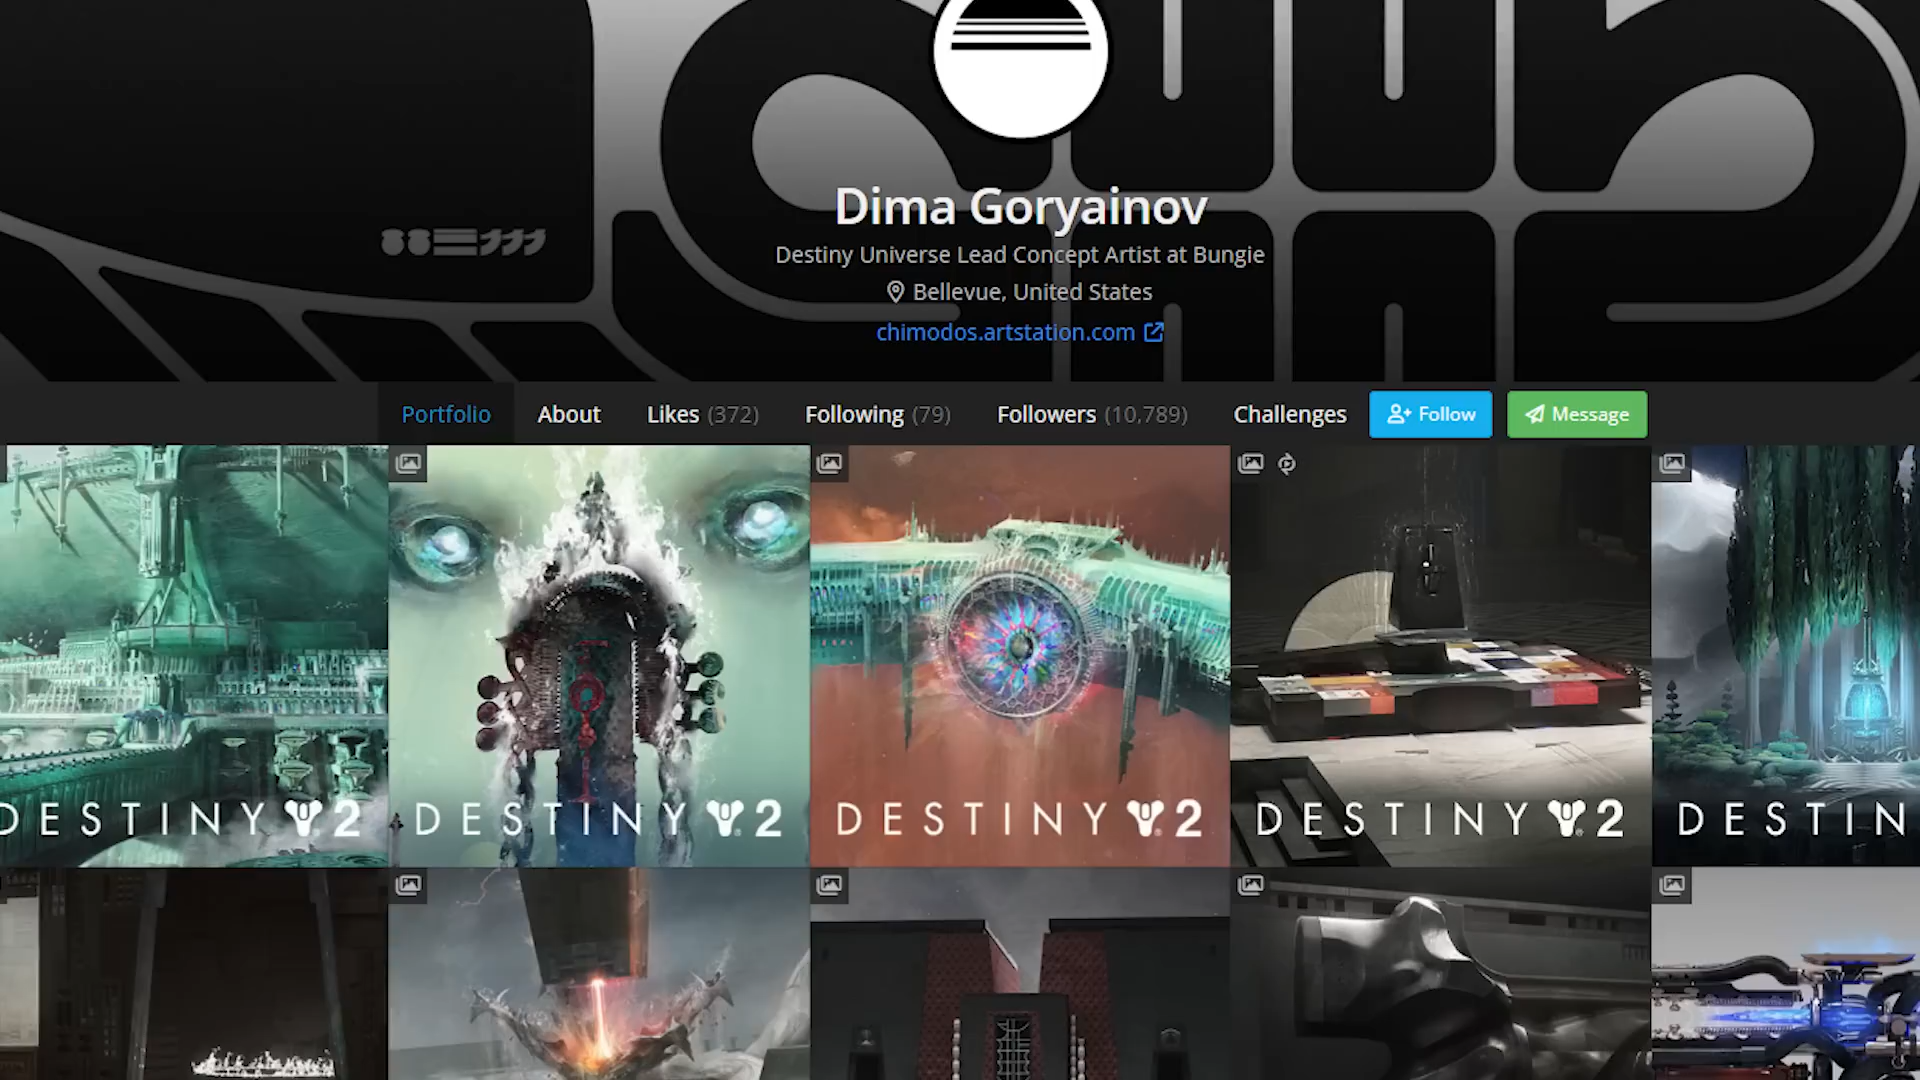 Dima Goryainov
Destiny Universe Lead Concept Artist at Bungie
Bellevue, United States
chimodos.artstation.com
Portfolio About Likes (372) Following (79) Followers (10,789) Challenges Follow Message
DESTINY 2 DESTINY 2 DESTINY 2 DESTINY 2 DESTIN